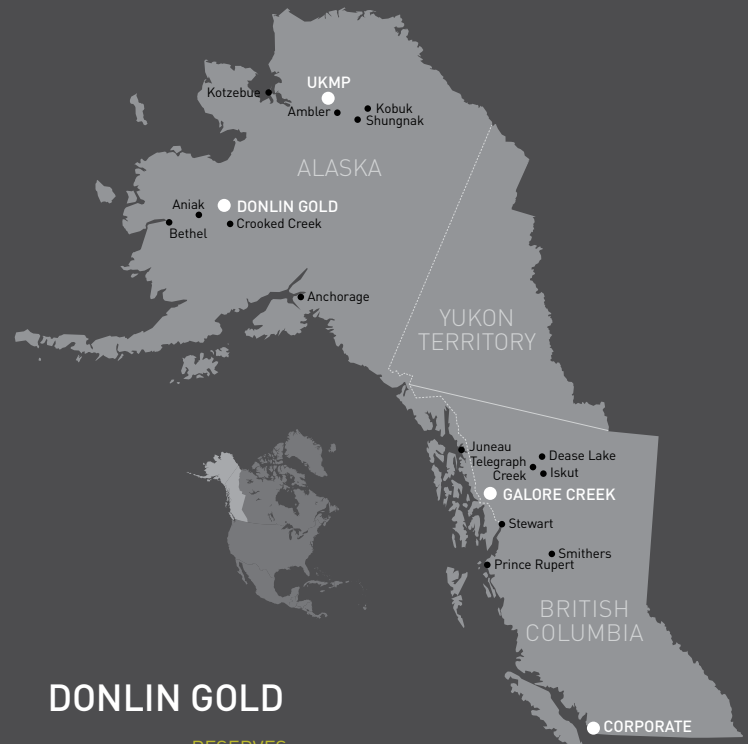 UKMP
Kotzebue
Ambler
Kobuk
Shungnak
ALASKA
Aniak
DONLIN GOLD
Bethel
Crooked Creek
Anchorage
YUKON
TERRITORY
Juneau
Telegraph
Creek
Dease Lake
Iskut
GALORE CREEK
Stewart
Smithers
Prince Rupert
BRITISH
COLUMBIA
DONLIN GOLD
CORPORATE
RESERVES